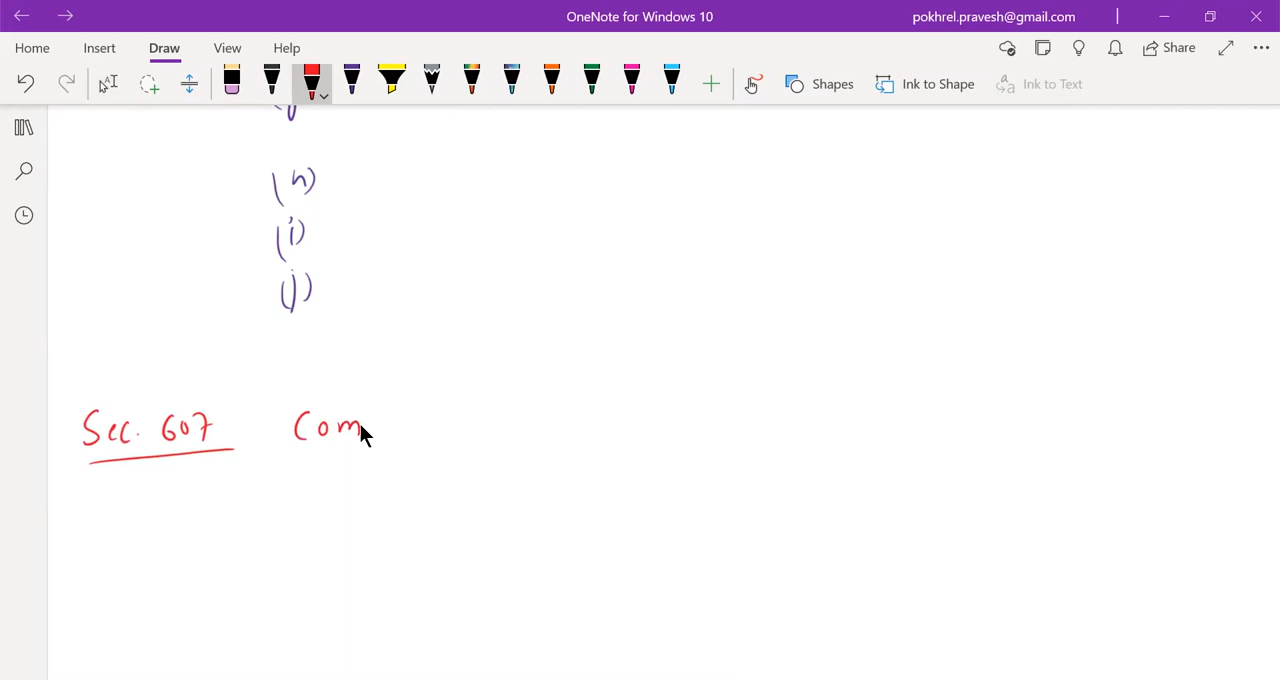 OneNote for Windows 10 pokhrel.pravesh@gmail.com
Home Insert Draw View Help Share
Shapes Ink to Shape Ink to Text
(h)
(i)
(j)
Sec. 607 Com